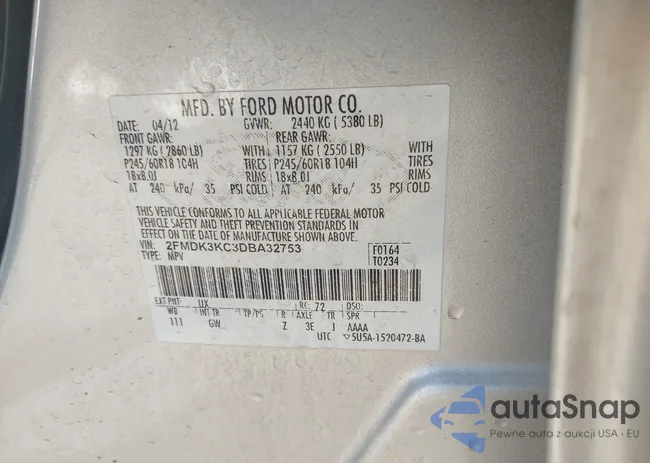 MFD. BY FORD MOTOR CO.
DATE: 04/12 GVWR: 2440 KG ( 5380 LB)
FRONT GAWR: REAR GAWR:
1297 KG ( 2860 LB) WITH 1157 KG ( 2550 LB) WITH
P245/60R18 104H TIRES P245/60R18 104H TIRES
18x8.0J RIMS 18x8.0J RIMS
AT 240 kPa/ 35 PSI COLD AT 240 kPa/ 35 PSI COLD
THIS VEHICLE CONFORMS TO ALL APPLICABLE FEDERAL MOTOR
VEHICLE SAFETY AND THEFT PREVENTION STANDARDS IN
EFFECT ON THE DATE OF MANUFACTURE SHOWN ABOVE.
VIN: 2FMDK3KC3DBA32753 F0164
TYPE: MPV T0234
EXT PNT: UX RC: 72 DSO:
WB INT TR TP/PS R AXLE TR SPR
111 GW Z 3E J AAAA
UTC 5U5A-1520472-BA
autoSnap
Pewne auta z aukcji USA i EU